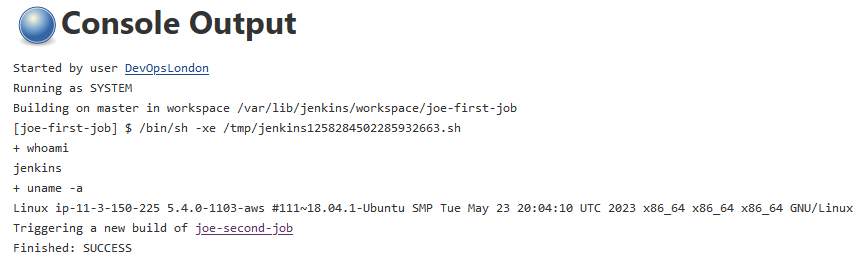 Console Output
Started by user DevOpsLondon
Running as SYSTEM
Building on master in workspace /var/lib/jenkins/workspace/joe-first-job
[joe-first-job] $ /bin/sh -xe /tmp/jenkins1258284502285932663.sh
+ whoami
jenkins
+ uname -a
Linux ip-11-3-150-225 5.4.0-1103-aws #111~18.04.1-Ubuntu SMP Tue May 23 20:04:10 UTC 2023 x86_64 x86_64 x86_64 GNU/Linux
Triggering a new build of joe-second-job
Finished: SUCCESS